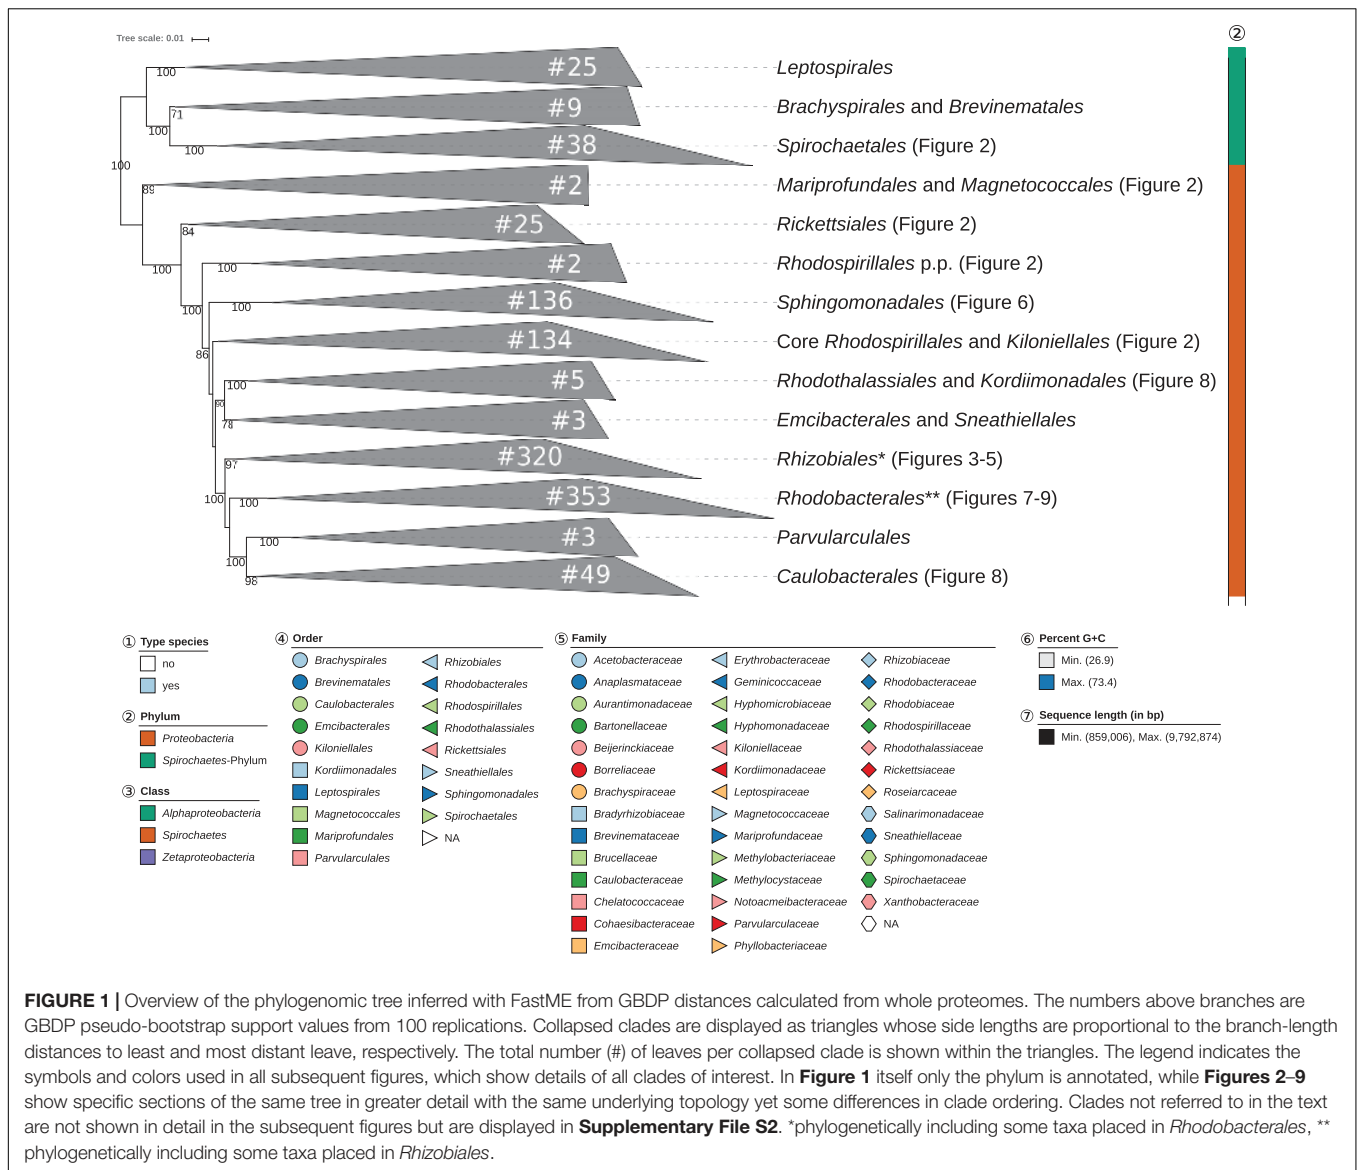 Tree scale: 0.01
②
100 #25 Leptospirales
71 #9 Brachyspirales and Brevinematales
100
100 #38 Spirochaetales (Figure 2)
100
89 #2 Mariprofundales and Magnetococcales (Figure 2)
84 #25 Rickettsiales (Figure 2)
100
100 #2 Rhodospirillales p.p. (Figure 2)
100
100 #136 Sphingomonadales (Figure 6)
86
#134 Core Rhodospirillales and Kiloniellales (Figure 2)
100 #5 Rhodothalassiales and Kordiimonadales (Figure 8)
90
78 #3 Emcibacterales and Sneathiellales
97 #320 Rhizobiales* (Figures 3-5)
100
100 #353 Rhodobacterales** (Figures 7-9)
100 #3 Parvularculales
100
98 #49 Caulobacterales (Figure 8)
① Type species
no
yes
② Phylum
Proteobacteria
Spirochaetes-Phylum
③ Class
Alphaproteobacteria
Spirochaetes
Zetaproteobacteria
④ Order
Brachyspirales
Brevinematales
Caulobacterales
Emcibacterales
Kiloniellales
Kordiimonadales
Leptospirales
Magnetococcales
Mariprofundales
Parvularculales
Rhizobiales
Rhodobacterales
Rhodospirillales
Rhodothalassiales
Rickettsiales
Sneathiellales
Sphingomonadales
Spirochaetales
NA
⑤ Family
Acetobacteraceae
Anaplasmataceae
Aurantimonadaceae
Bartonellaceae
Beijerinckiaceae
Borreliaceae
Brachyspiraceae
Bradyrhizobiaceae
Brevinemataceae
Brucellaceae
Caulobacteraceae
Chelatococcaceae
Cohaesibacteraceae
Emcibacteraceae
Erythrobacteraceae
Geminicoccaceae
Hyphomicrobiaceae
Hyphomonadaceae
Kiloniellaceae
Kordiimonadaceae
Leptospiraceae
Magnetococcaceae
Mariprofundaceae
Methylobacteriaceae
Methylocystaceae
Notoacmeibacteraceae
Parvularculaceae
Phyllobacteriaceae
Rhizobiaceae
Rhodobacteraceae
Rhodobiaceae
Rhodospirillaceae
Rhodothalassiaceae
Rickettsiaceae
Roseiarcaceae
Salinarimonadaceae
Sneathiellaceae
Sphingomonadaceae
Spirochaetaceae
Xanthobacteraceae
NA
⑥ Percent G+C
Min. (26.9)
Max. (73.4)
⑦ Sequence length (in bp)
Min. (859,006), Max. (9,792,874)
FIGURE 1 | Overview of the phylogenomic tree inferred with FastME from GBDP distances calculated from whole proteomes. The numbers above branches are
GBDP pseudo-bootstrap support values from 100 replications. Collapsed clades are displayed as triangles whose side lengths are proportional to the branch-length
distances to least and most distant leave, respectively. The total number (#) of leaves per collapsed clade is shown within the triangles. The legend indicates the
symbols and colors used in all subsequent figures, which show details of all clades of interest. In Figure 1 itself only the phylum is annotated, while Figures 2–9
show specific sections of the same tree in greater detail with the same underlying topology yet some differences in clade ordering. Clades not referred to in the text
are not shown in detail in the subsequent figures but are displayed in Supplementary File S2. *phylogenetically including some taxa placed in Rhodobacterales, **
phylogenetically including some taxa placed in Rhizobiales.